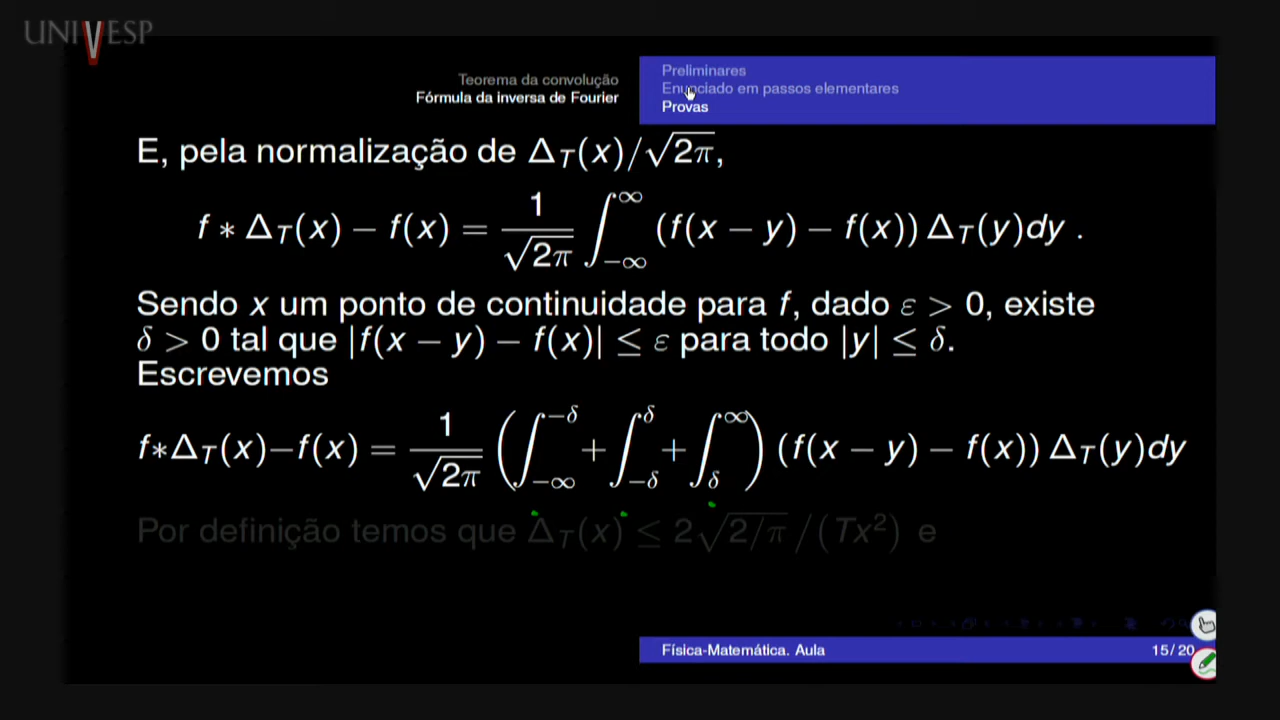 UNIVESP
Teorema da convolução
Fórmula da inversa de Fourier
Preliminares
Enunciado em passos elementares
Provas
E, pela normalização de Δ_T(x)/√2π,
f ∗ Δ_T(x) − f(x) = 1/√2π ∫_{−∞}^{∞} (f(x − y) − f(x)) Δ_T(y)dy .
Sendo x um ponto de continuidade para f, dado ε > 0, existe
δ > 0 tal que |f(x − y) − f(x)| ≤ ε para todo |y| ≤ δ.
Escrevemos
f∗Δ_T(x)−f(x) = 1/√2π (∫_{−∞}^{−δ} + ∫_{−δ}^{δ} + ∫_{δ}^{∞}) (f(x − y) − f(x)) Δ_T(y)dy
Por definição temos que Δ_T(x) ≤ 2√2/π/(Tx²) e
Física-Matemática. Aula
15/20